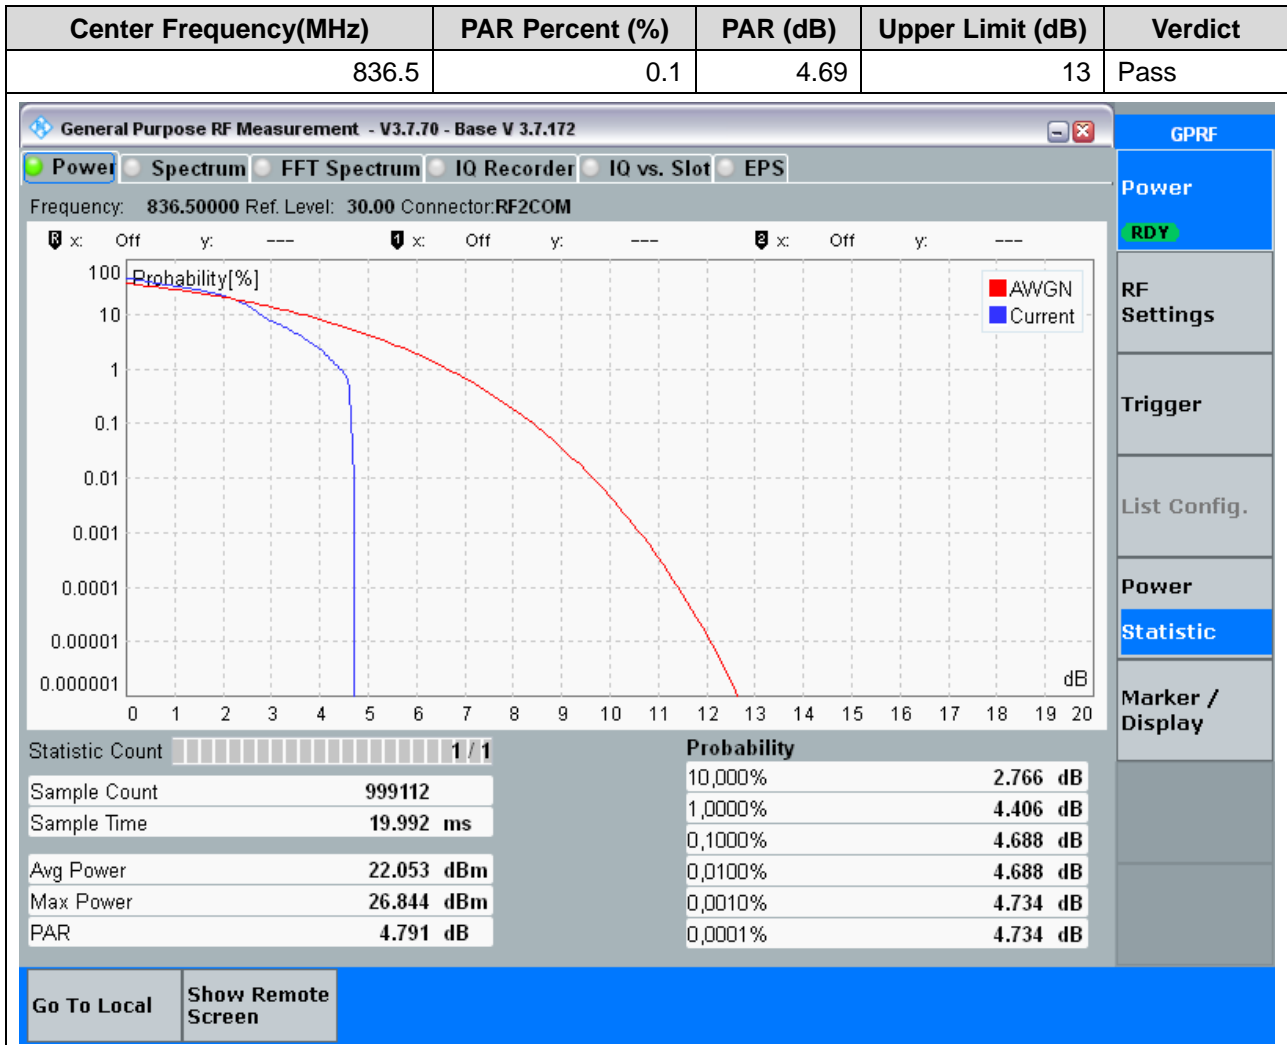 Center Frequency(MHz) PAR Percent (%) PAR (dB) Upper Limit (dB) Verdict
836.5 0.1 4.69 13 Pass
General Purpose RF Measurement - V3.7.70 - Base V 3.7.172
GPRF
Power Spectrum FFT Spectrum IQ Recorder IQ vs. Slot EPS
Power
RDY
Frequency: 836.50000 Ref. Level: 30.00 Connector:RF2COM
R x: Off y: --- 1 x: Off y: --- 2 x: Off y: ---
Probability[%]
100
10
1
0.1
0.01
0.001
0.0001
0.00001
0.000001
AWGN
Current
dB
0 1 2 3 4 5 6 7 8 9 10 11 12 13 14 15 16 17 18 19 20
RF
Settings
Trigger
List Config.
Power
Statistic
Marker /
Display
Statistic Count 1 / 1
Sample Count 999112
Sample Time 19.992 ms
Avg Power 22.053 dBm
Max Power 26.844 dBm
PAR 4.791 dB
Probability
10,000% 2.766 dB
1,0000% 4.406 dB
0,1000% 4.688 dB
0,0100% 4.688 dB
0,0010% 4.734 dB
0,0001% 4.734 dB
Go To Local
Show Remote
Screen